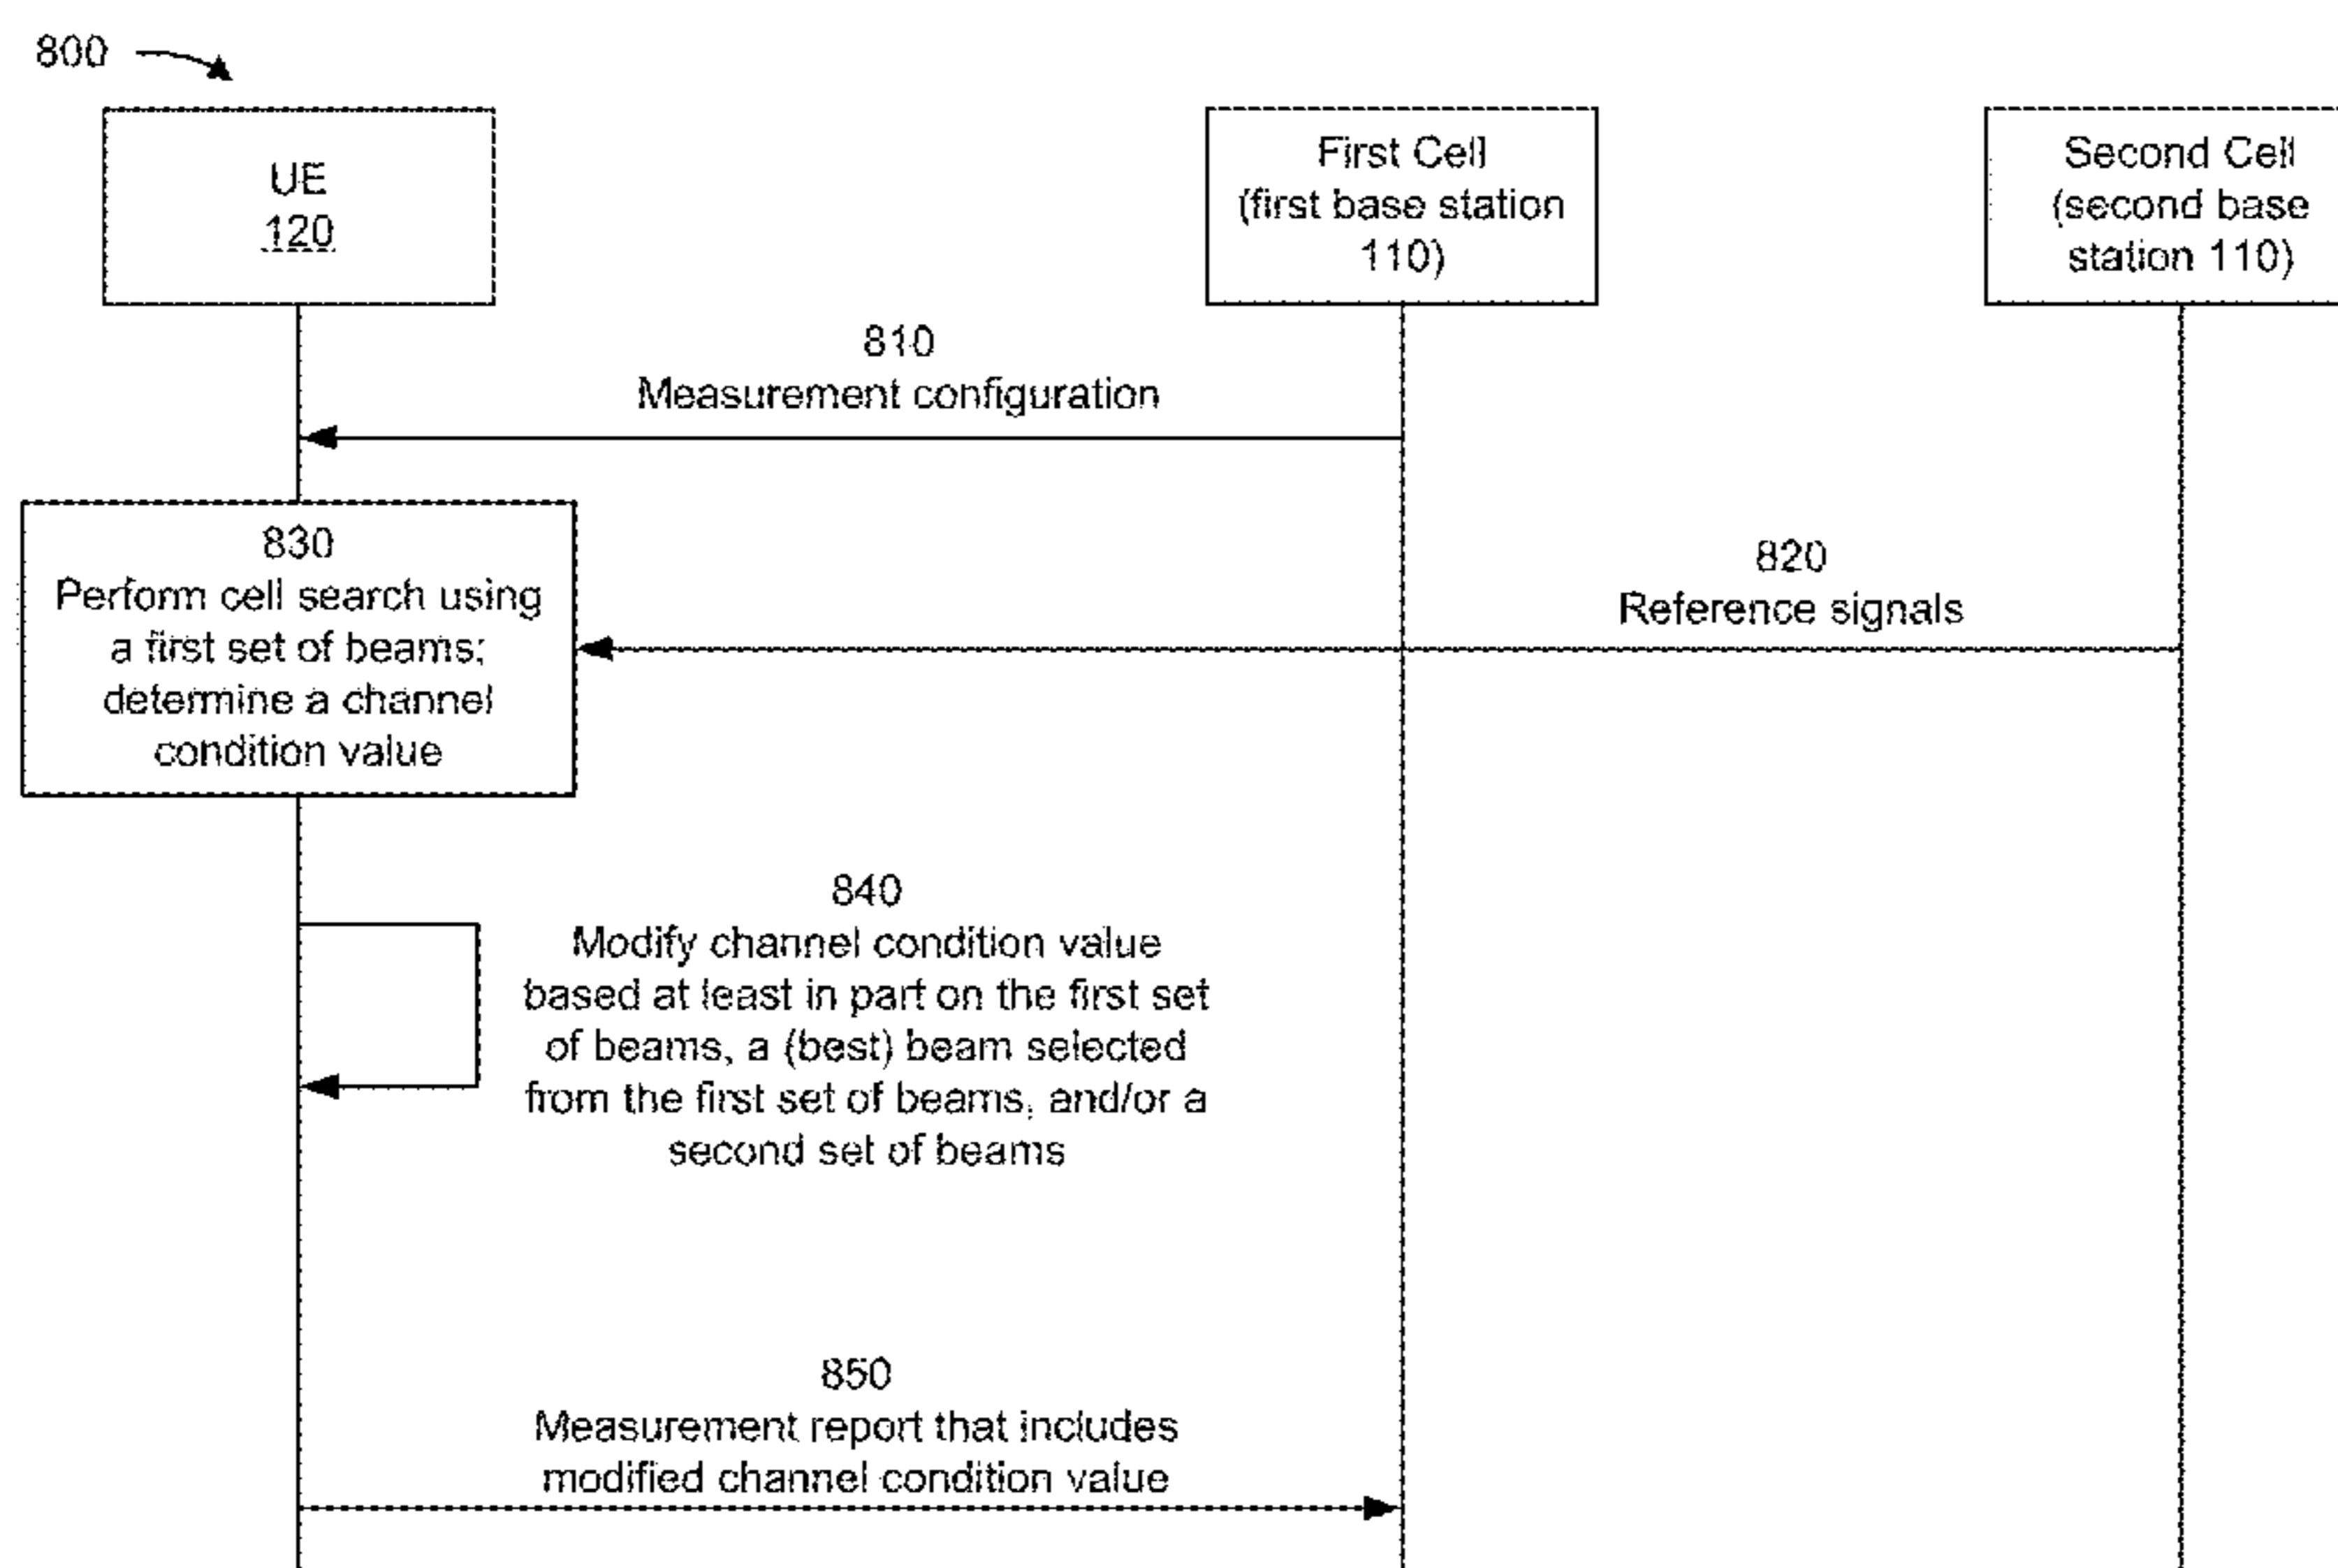 800
UE
120
First Cell
(first base station
110)
Second Cell
(second base
station 110)
810
Measurement configuration
820
Reference signals
830
Perform cell search using
a first set of beams;
determine a channel
condition value
840
Modify channel condition value
based at least in part on the first set
of beams, a (best) beam selected
from the first set of beams, and/or a
second set of beams
850
Measurement report that includes
modified channel condition value